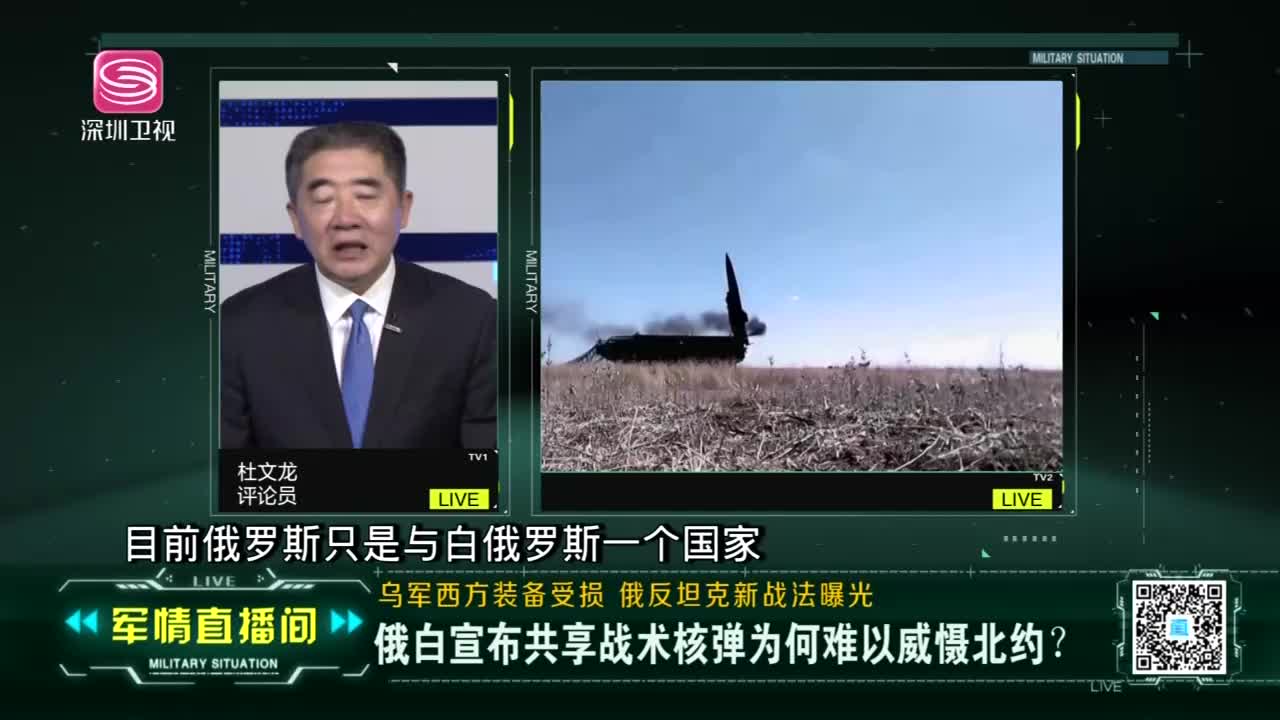 MILITARY SITUATION
深圳卫视
MILITARY
MILITARY
TV1
杜文龙
评论员
LIVE
TV2
LIVE
目前俄罗斯只是与白俄罗斯一个国家
LIVE
军情直播间
MILITARY SITUATION
乌军西方装备受损 俄反坦克新战法曝光
俄白宣布共享战术核弹为何难以威慑北约？
直
LIVE